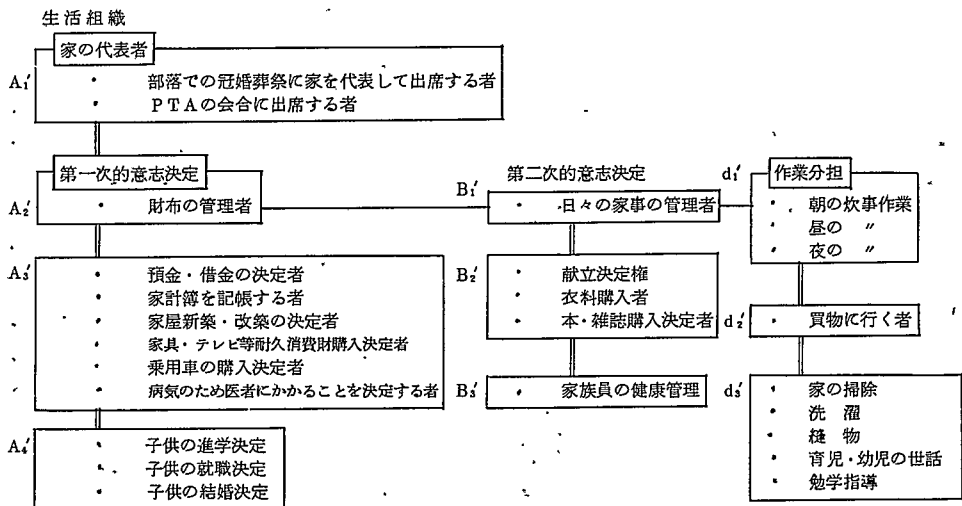 生活組織
家の代表者
A₁′
・ 部落での冠婚葬祭に家を代表して出席する者
・ PTAの会合に出席する者
第一次的意志決定
A₂′
・ 財布の管理者
A₃′
・ 預金・借金の決定者
・ 家計簿を記帳する者
・ 家屋新築・改築の決定者
・ 家具・テレビ等耐久消費財購入決定者
・ 乗用車の購入決定者
・ 病気のため医者にかかることを決定する者
A₄′
・ 子供の進学決定
・ 子供の就職決定
・ 子供の結婚決定
第二次的意志決定
B₁′
・ 日々の家事の管理者
B₂′
・ 献立決定権
・ 衣料購入者
・ 本・雑誌購入決定者
B₃′
・ 家族員の健康管理
d₁′
作業分担
・ 朝の炊事作業
・ 昼の 〃
・ 夜の 〃
d₂′
・ 買物に行く者
d₃′
・ 家の掃除
・ 洗濯
・ 縫物
・ 育児・幼児の世話
・ 勉学指導